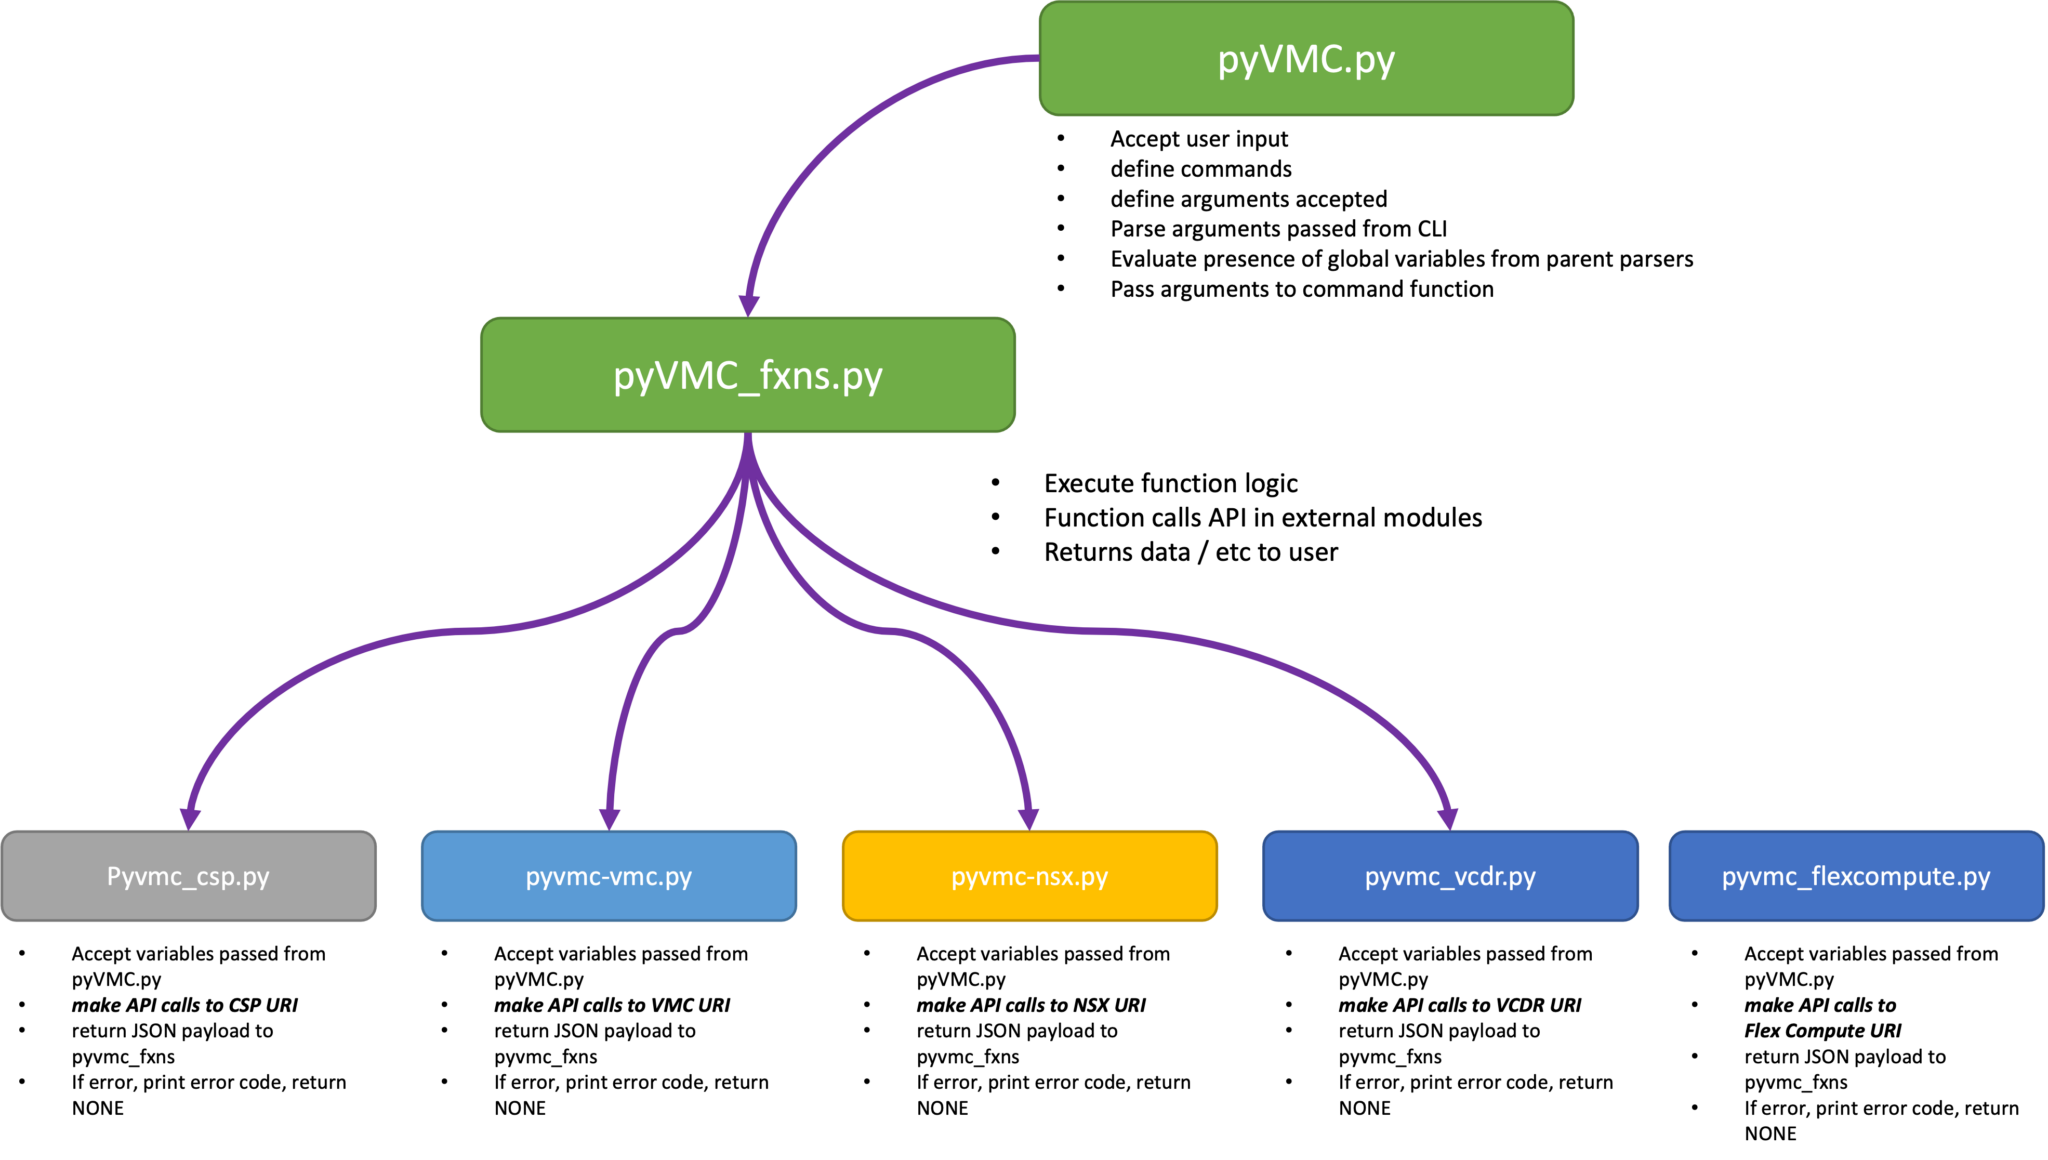 pyVMC.py
• Accept user input
• define commands
• define arguments accepted
• Parse arguments passed from CLI
• Evaluate presence of global variables from parent parsers
• Pass arguments to command function
pyVMC_fxns.py
• Execute function logic
• Function calls API in external modules
• Returns data / etc to user
Pyvmc_csp.py
• Accept variables passed from
pyVMC.py
• make API calls to CSP URI
• return JSON payload to
pyvmc_fxns
• If error, print error code, return
NONE
pyvmc-vmc.py
• Accept variables passed from
pyVMC.py
• make API calls to VMC URI
• return JSON payload to
pyvmc_fxns
• If error, print error code, return
NONE
pyvmc-nsx.py
• Accept variables passed from
pyVMC.py
• make API calls to NSX URI
• return JSON payload to
pyvmc_fxns
• If error, print error code, return
NONE
pyvmc_vcdr.py
• Accept variables passed from
pyVMC.py
• make API calls to VCDR URI
• return JSON payload to
pyvmc_fxns
• If error, print error code, return
NONE
pyvmc_flexcompute.py
• Accept variables passed from
pyVMC.py
• make API calls to
Flex Compute URI
• return JSON payload to
pyvmc_fxns
• If error, print error code, return
NONE